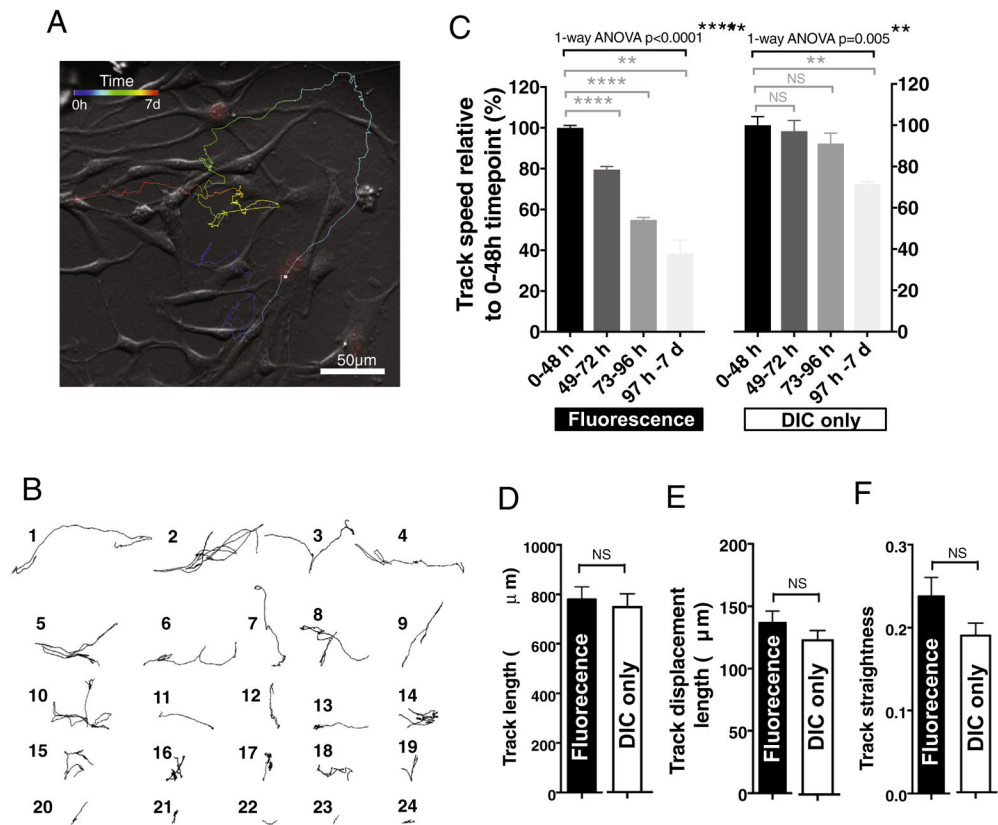 A
Time
0h 7d
50µm
B
1 2 3 4
5 6 7 8 9
10 11 12 13 14
15 16 17 18 19
20 21 22 23 24
C
1-way ANOVA p<0.0001 ****
**
****
****
1-way ANOVA p=0.005 **
**
**
NS
NS
Track speed relative
to 0-48h timepoint (%)
120
100
80
60
40
20
0
120
100
80
60
40
20
0
0-48 h
49-72 h
73-96 h
97 h -7 d
0-48 h
49-72 h
73-96 h
97 h -7 d
Fluorescence
DIC only
D
NS
Track length( µm)
1000
800
600
400
200
0
Fluorecence
DIC only
E
NS
Track displacement
length ( µm)
200
150
100
50
0
Fluorecence
DIC only
F
NS
Track straightness
0.3
0.2
0.1
0.0
Fluorecence
DIC only